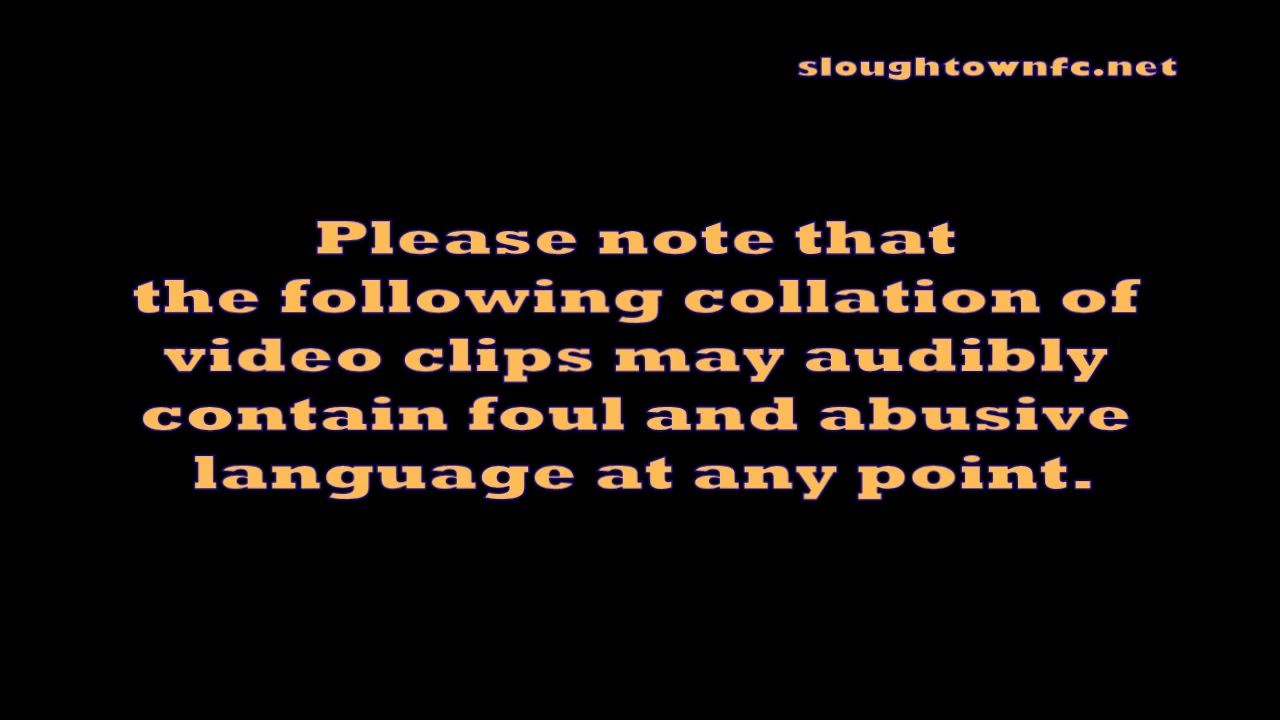 sloughtownfc.net
Please note that
the following collation of
video clips may audibly
contain foul and abusive
language at any point.